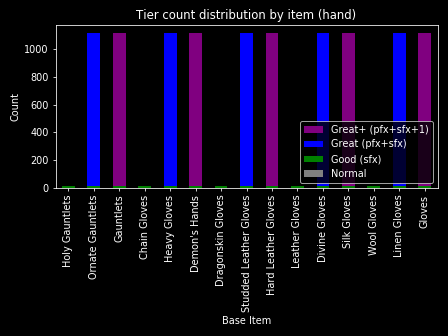 Tier count distribution by item (hand)
Count
1000
800
600
400
200
0
Great+ (pfx+sfx+1)
Great (pfx+sfx)
Good (sfx)
Normal
Holy Gauntlets
Ornate Gauntlets
Gauntlets
Chain Gloves
Heavy Gloves
Demon's Hands
Dragonskin Gloves
Studded Leather Gloves
Hard Leather Gloves
Leather Gloves
Divine Gloves
Silk Gloves
Wool Gloves
Linen Gloves
Gloves
Base Item